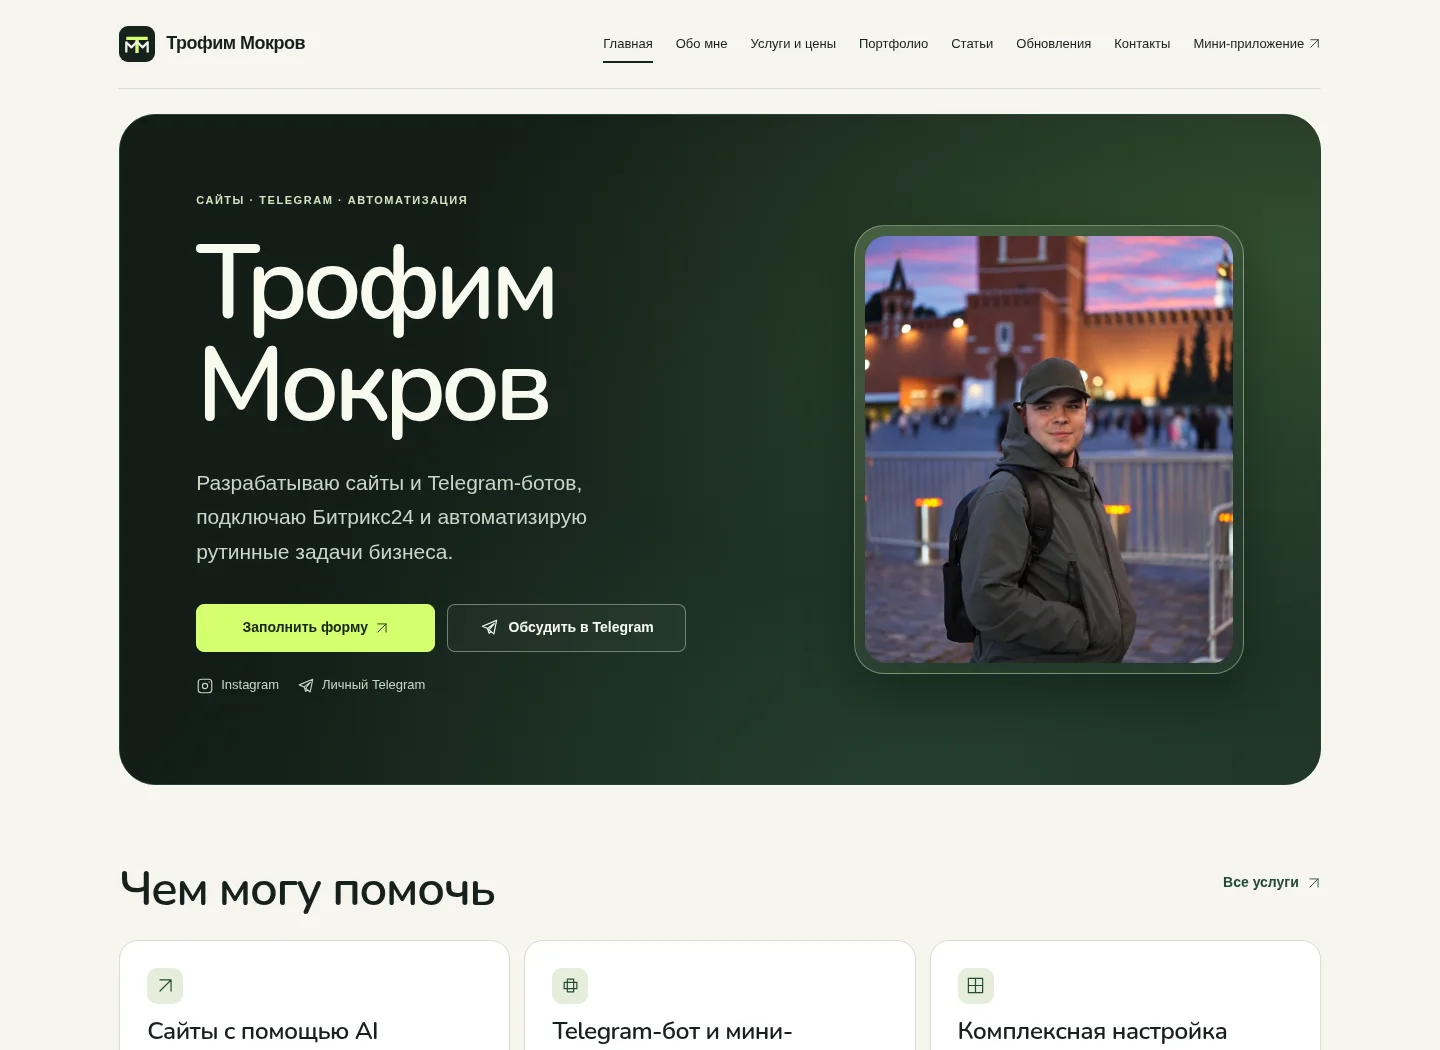 Трофим Мокров
Главная
Обо мне
Услуги и цены
Портфолио
Статьи
Обновления
Контакты
Мини-приложение
САЙТЫ · TELEGRAM · АВТОМАТИЗАЦИЯ
Трофим
Мокров
Разрабатываю сайты и Telegram-ботов,
подключаю Битрикс24 и автоматизирую
рутинные задачи бизнеса.
Заполнить форму
Обсудить в Telegram
Instagram
Личный Telegram
Чем могу помочь
Все услуги
Сайты с помощью AI
Telegram-бот и мини-
Комплексная настройка